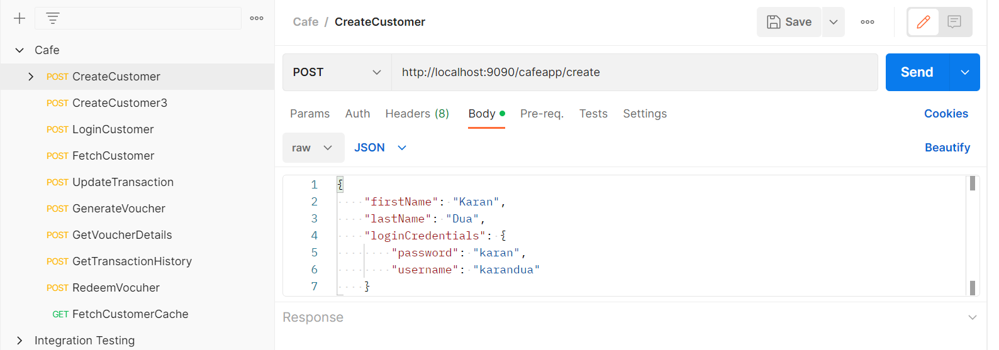 Cafe
POST CreateCustomer
POST CreateCustomer3
POST LoginCustomer
POST FetchCustomer
POST UpdateTransaction
POST GenerateVoucher
POST GetVoucherDetails
POST GetTransactionHistory
POST RedeemVocuher
GET FetchCustomerCache
Integration Testing
Cafe / CreateCustomer
Save
POST http://localhost:9090/cafeapp/create Send
Params Auth Headers (8) Body Pre-req. Tests Settings Cookies
raw JSON Beautify
1 {
2 "firstName": "Karan",
3 "lastName": "Dua",
4 "loginCredentials": {
5 "password": "karan",
6 "username": "karandua"
7 }
Response